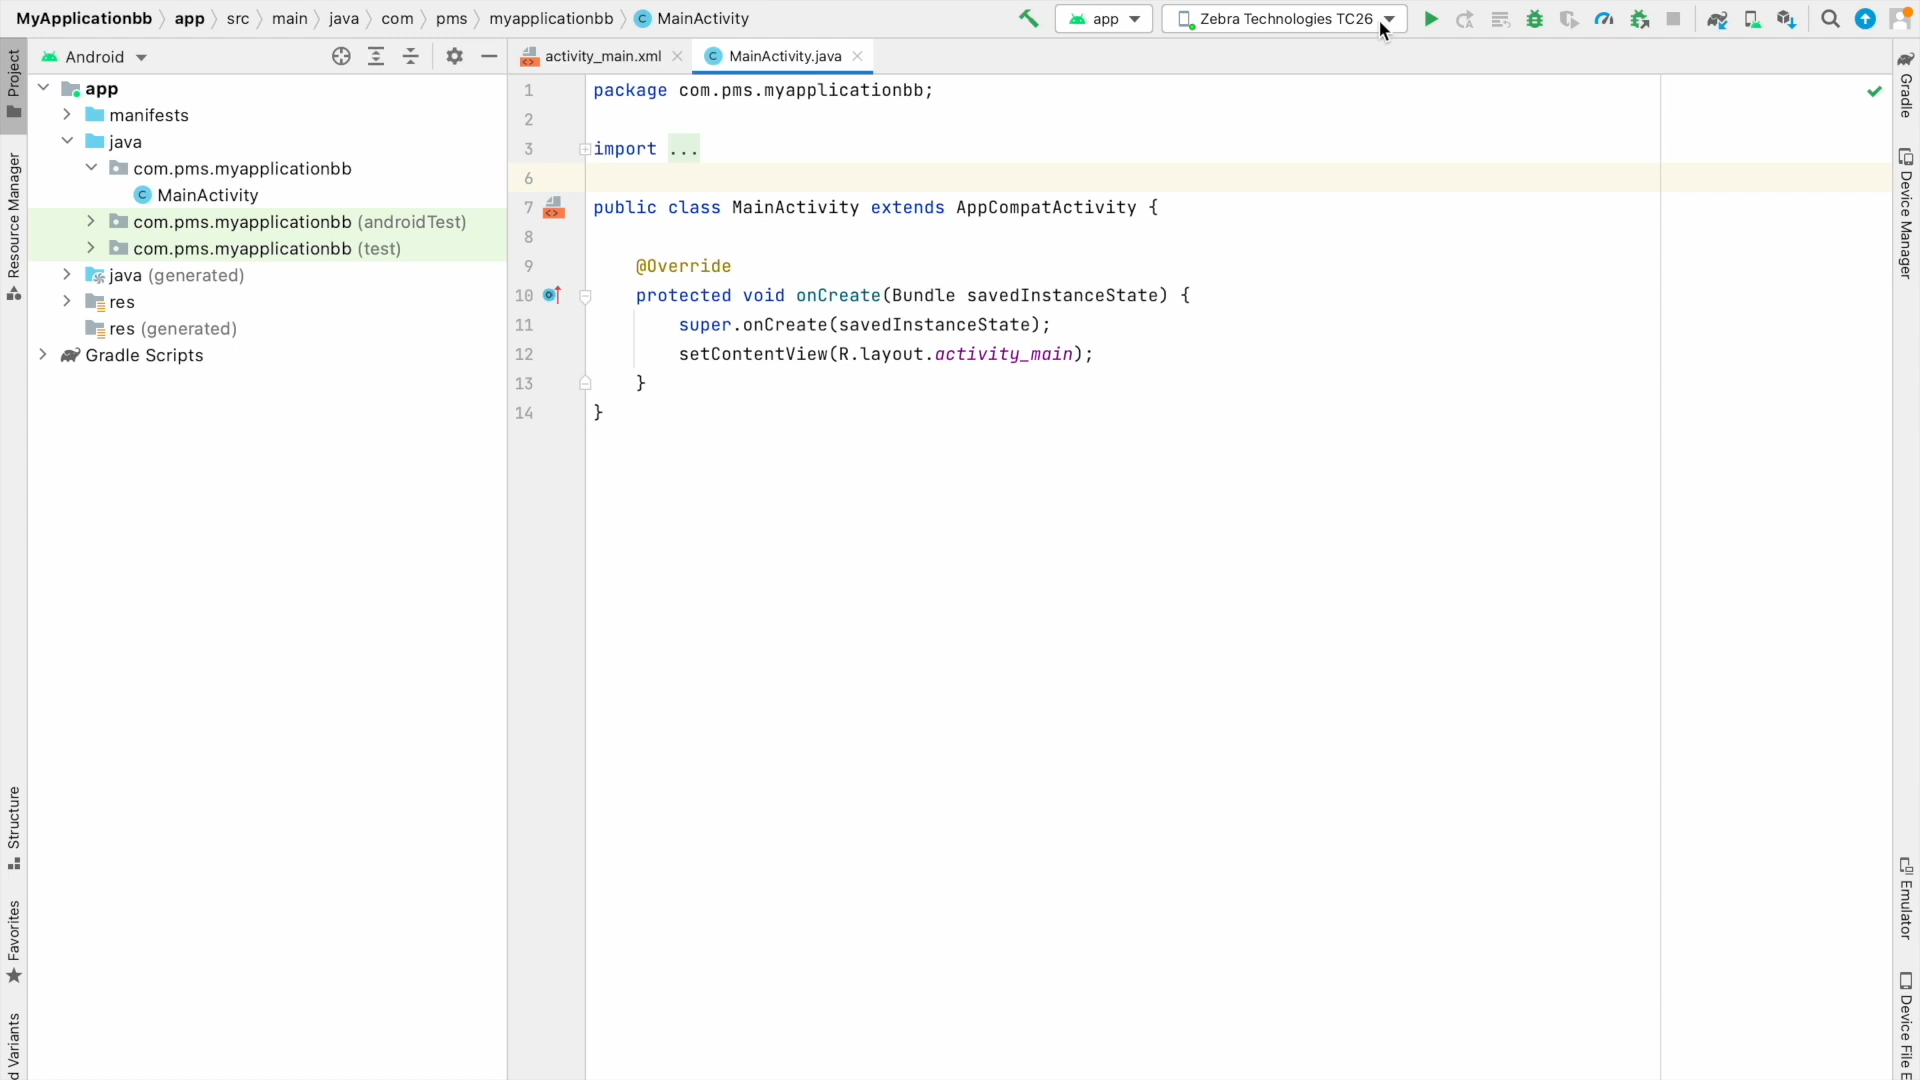 MyApplicationbb app src main java com pms myapplicationbb C MainActivity app Zebra Technologies TC26
Project
Resource Manager
Structure
Favorites
d Variants
Android
app
manifests
java
com.pms.myapplicationbb
C MainActivity
com.pms.myapplicationbb (androidTest)
com.pms.myapplicationbb (test)
java (generated)
res
res (generated)
Gradle Scripts
activity_main.xml C MainActivity.java
1 package com.pms.myapplicationbb;
2
3 import ...
6
7 public class MainActivity extends AppCompatActivity {
8
9 @Override
10 protected void onCreate(Bundle savedInstanceState) {
11 super.onCreate(savedInstanceState);
12 setContentView(R.layout.activity_main);
13 }
14 }
Gradle
Device Manager
Emulator
Device File E